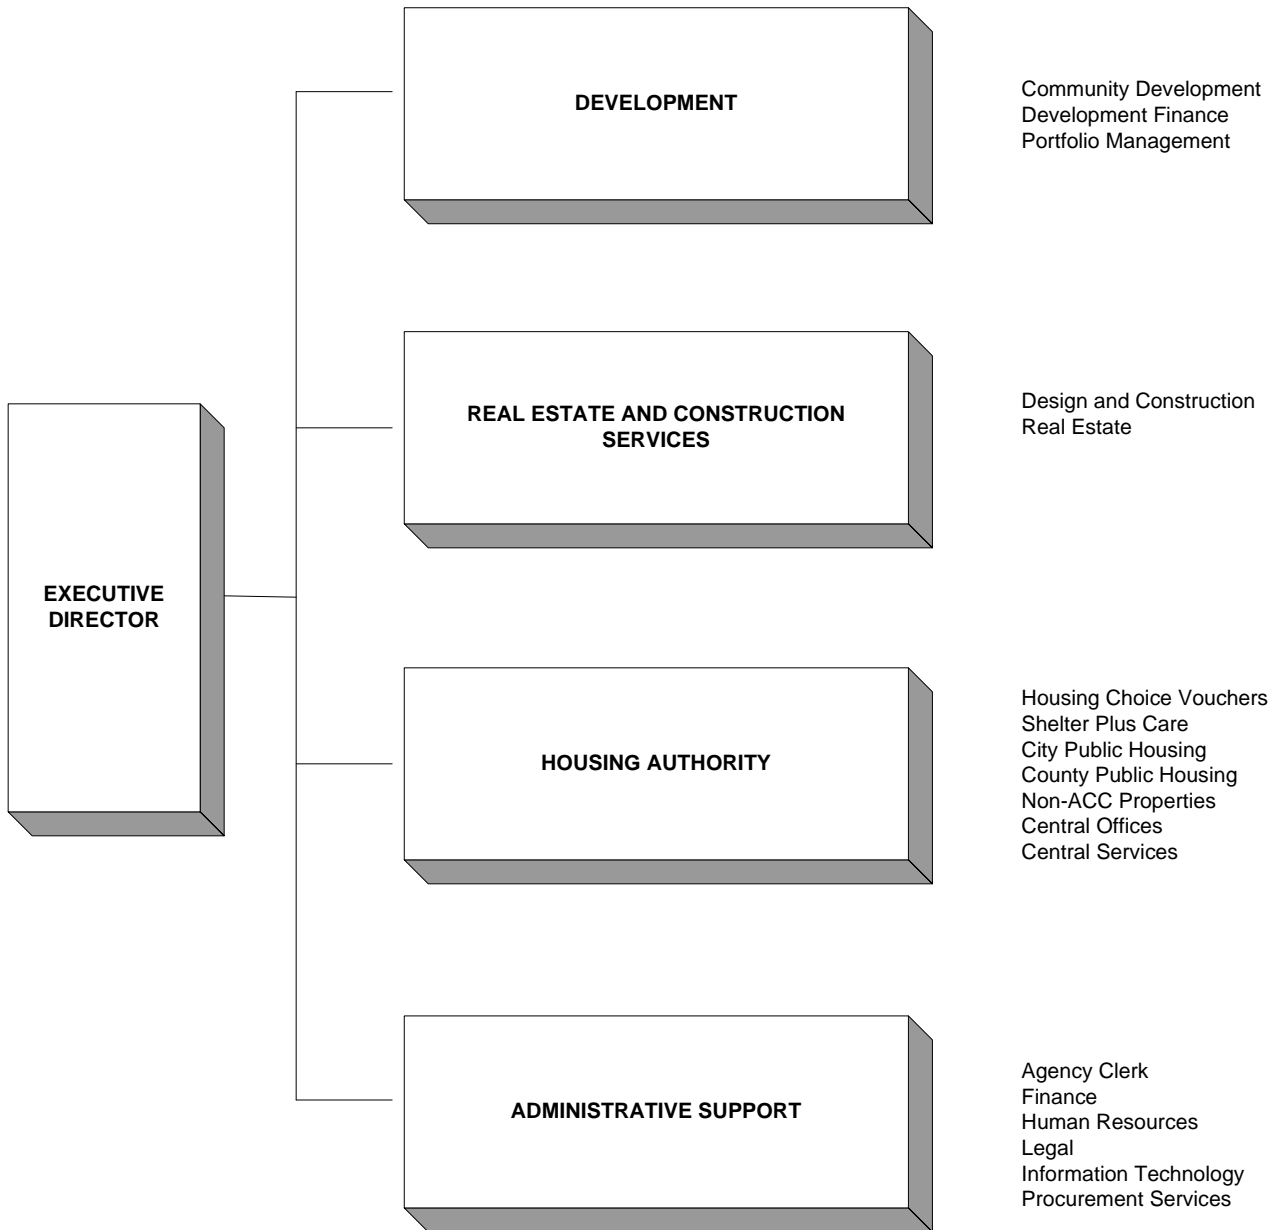 DEVELOPMENT
Community Development
Development Finance
Portfolio Management
REAL ESTATE AND CONSTRUCTION
SERVICES
Design and Construction
Real Estate
EXECUTIVE
DIRECTOR
HOUSING AUTHORITY
Housing Choice Vouchers
Shelter Plus Care
City Public Housing
County Public Housing
Non-ACC Properties
Central Offices
Central Services
ADMINISTRATIVE SUPPORT
Agency Clerk
Finance
Human Resources
Legal
Information Technology
Procurement Services